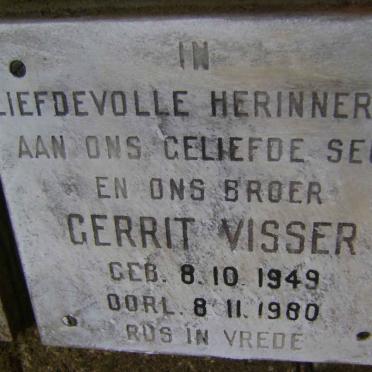 IN
LIEFDEVOLLE HERINNER
AAN ONS GELIEFDE SE
EN ONS BROER
GERRIT VISSER
GEB. 8.10.1949
OORL. 8.11.1980
RUS IN VREDE